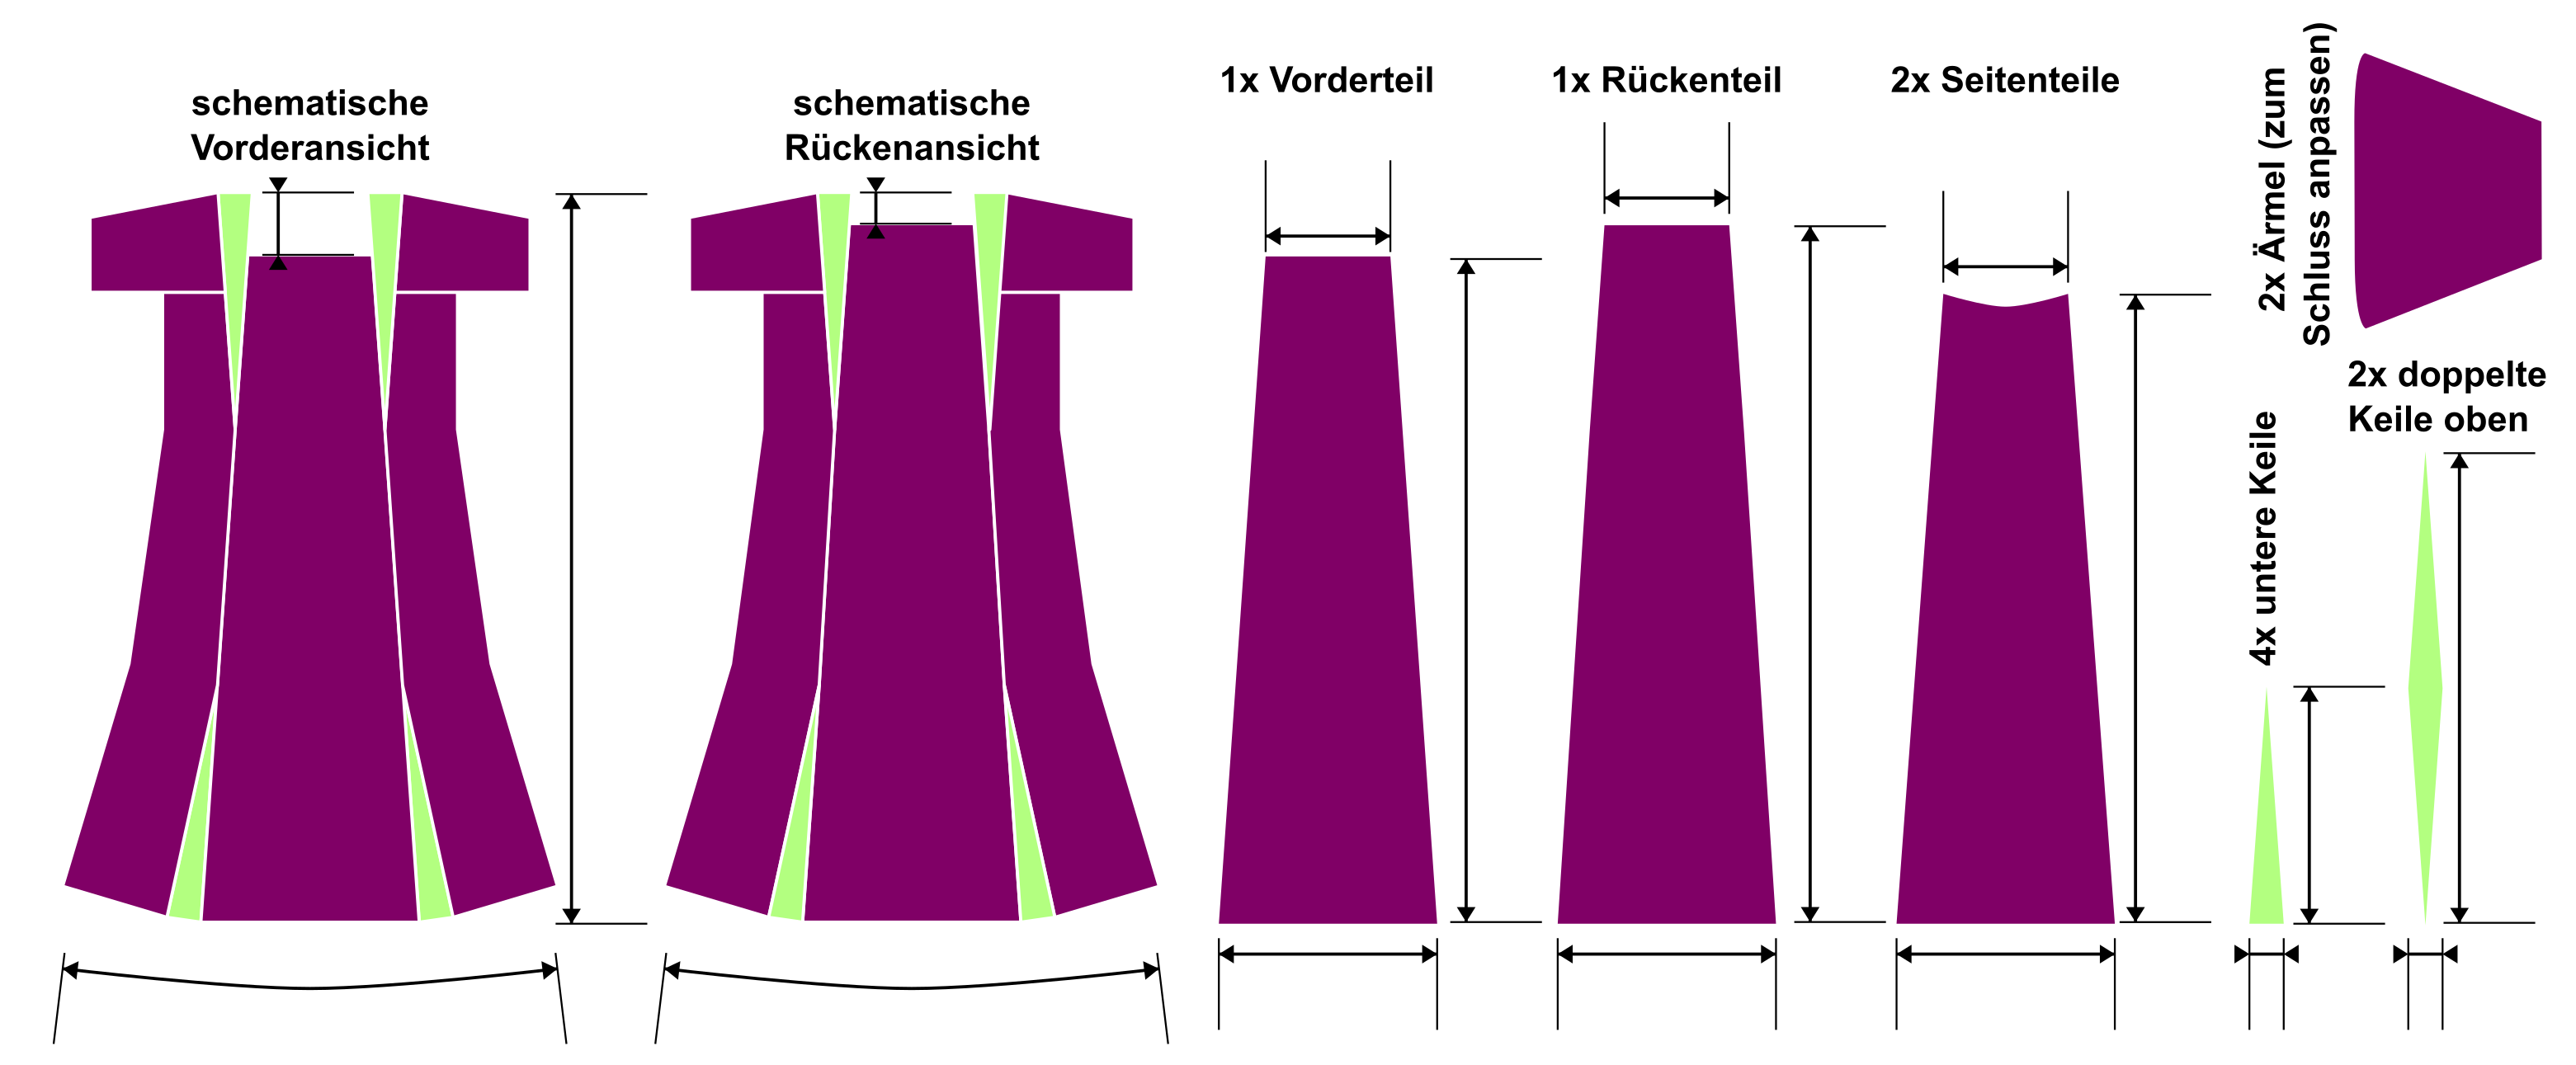 schematische
Vorderansicht
schematische
Rückenansicht
1x Vorderteil
1x Rückenteil
2x Seitenteile
2x Ärmel (zum
Schluss anpassen)
4x untere Keile
2x doppelte
Keile oben